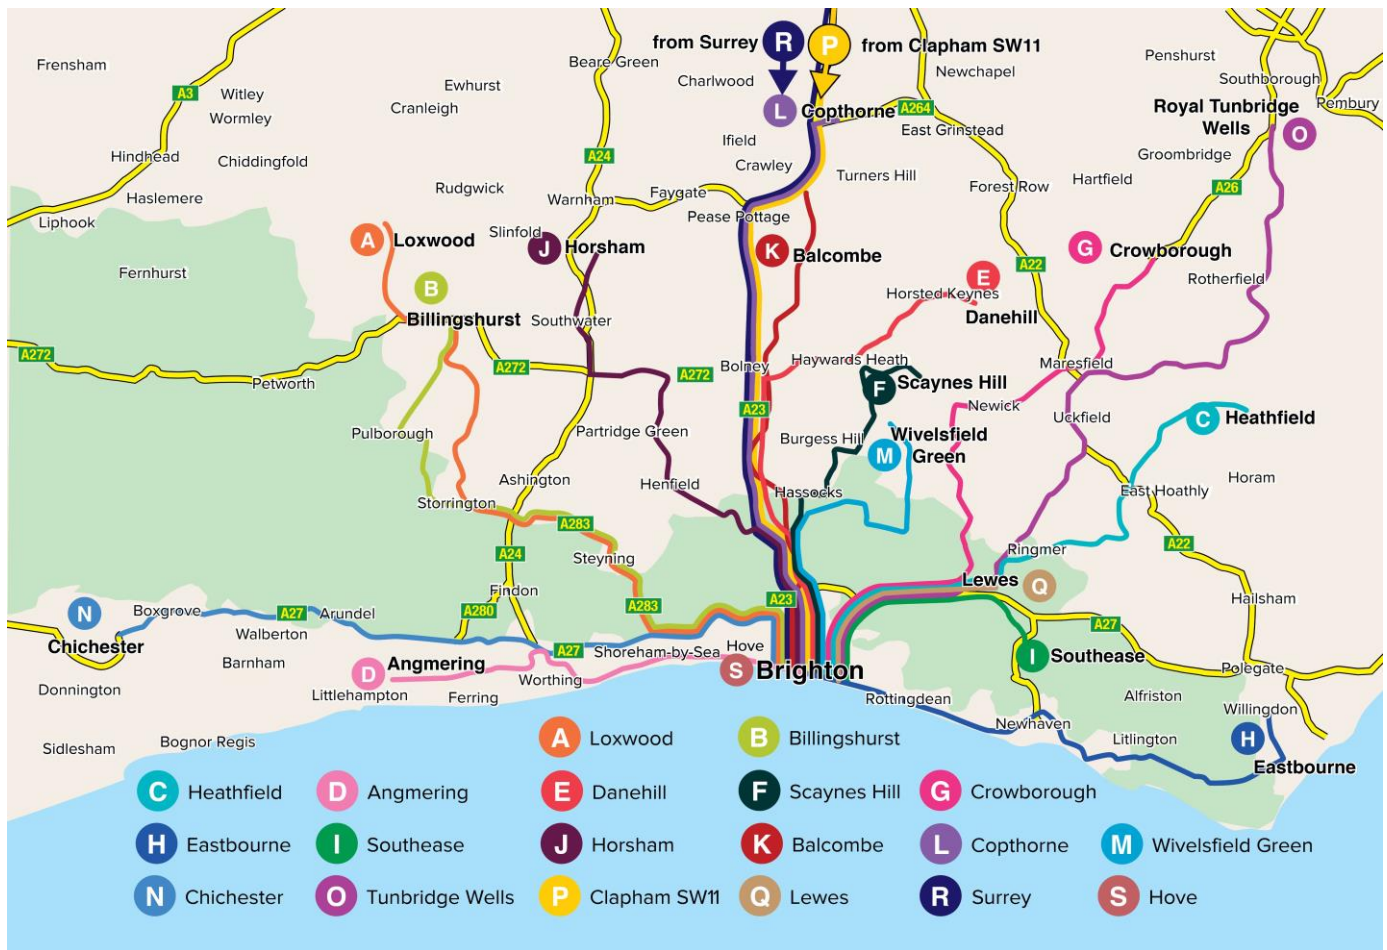 from Surrey
R
P
from Clapham SW11
Beare Green
Penshurst
Frensham
Charlwood
Newchapel
Southborough
A3
Witley
Ewhurst
Cranleigh
L
Copthorne
A264
Royal Tunbridge
Wells
Pembury
Wormley
East Grinstead
O
Ifield
Hindhead
Chiddingfold
A24
Crawley
Groombridge
Turners Hill
Rudgwick
Forest Row
Hartfield
A26
Haslemere
Warnham
Faygate
Liphook
Pease Pottage
Slinfold
A
Loxwood
J
Horsham
K
Balcombe
G
Crowborough
Fernhurst
A22
B
E
Rotherfield
Horsted Keynes
Billingshurst
Southwater
Danehill
A272
A272
A272
Bolney
Haywards Heath
Maresfield
Petworth
F
Scaynes Hill
A23
Newick
Uckfield
C
Heathfield
Pulborough
Partridge Green
Burgess Hill
Wivelsfield
Green
M
Ashington
Henfield
Hassocks
East Hoathly
Horam
Storrington
A283
A24
Steyning
Ringmer
A22
Lewes
Q
Findon
A23
Hailsham
N
Boxgrove
A27
Arundel
A280
A283
A27
Walberton
Chichester
Barnham
Angmering
D
A27
Shoreham-by-Sea
Hove
S
Brighton
I
Southease
Polegate
Donnington
Littlehampton
Ferring
Worthing
Rottingdean
Alfriston
Willingdon
Newhaven
Sidlesham
Bognor Regis
Litlington
H
Eastbourne
A Loxwood
B Billingshurst
C Heathfield
D Angmering
E Danehill
F Scaynes Hill
G Crowborough
H Eastbourne
I Southease
J Horsham
K Balcombe
L Copthorne
M Wivelsfield Green
N Chichester
O Tunbridge Wells
P Clapham SW11
Q Lewes
R Surrey
S Hove